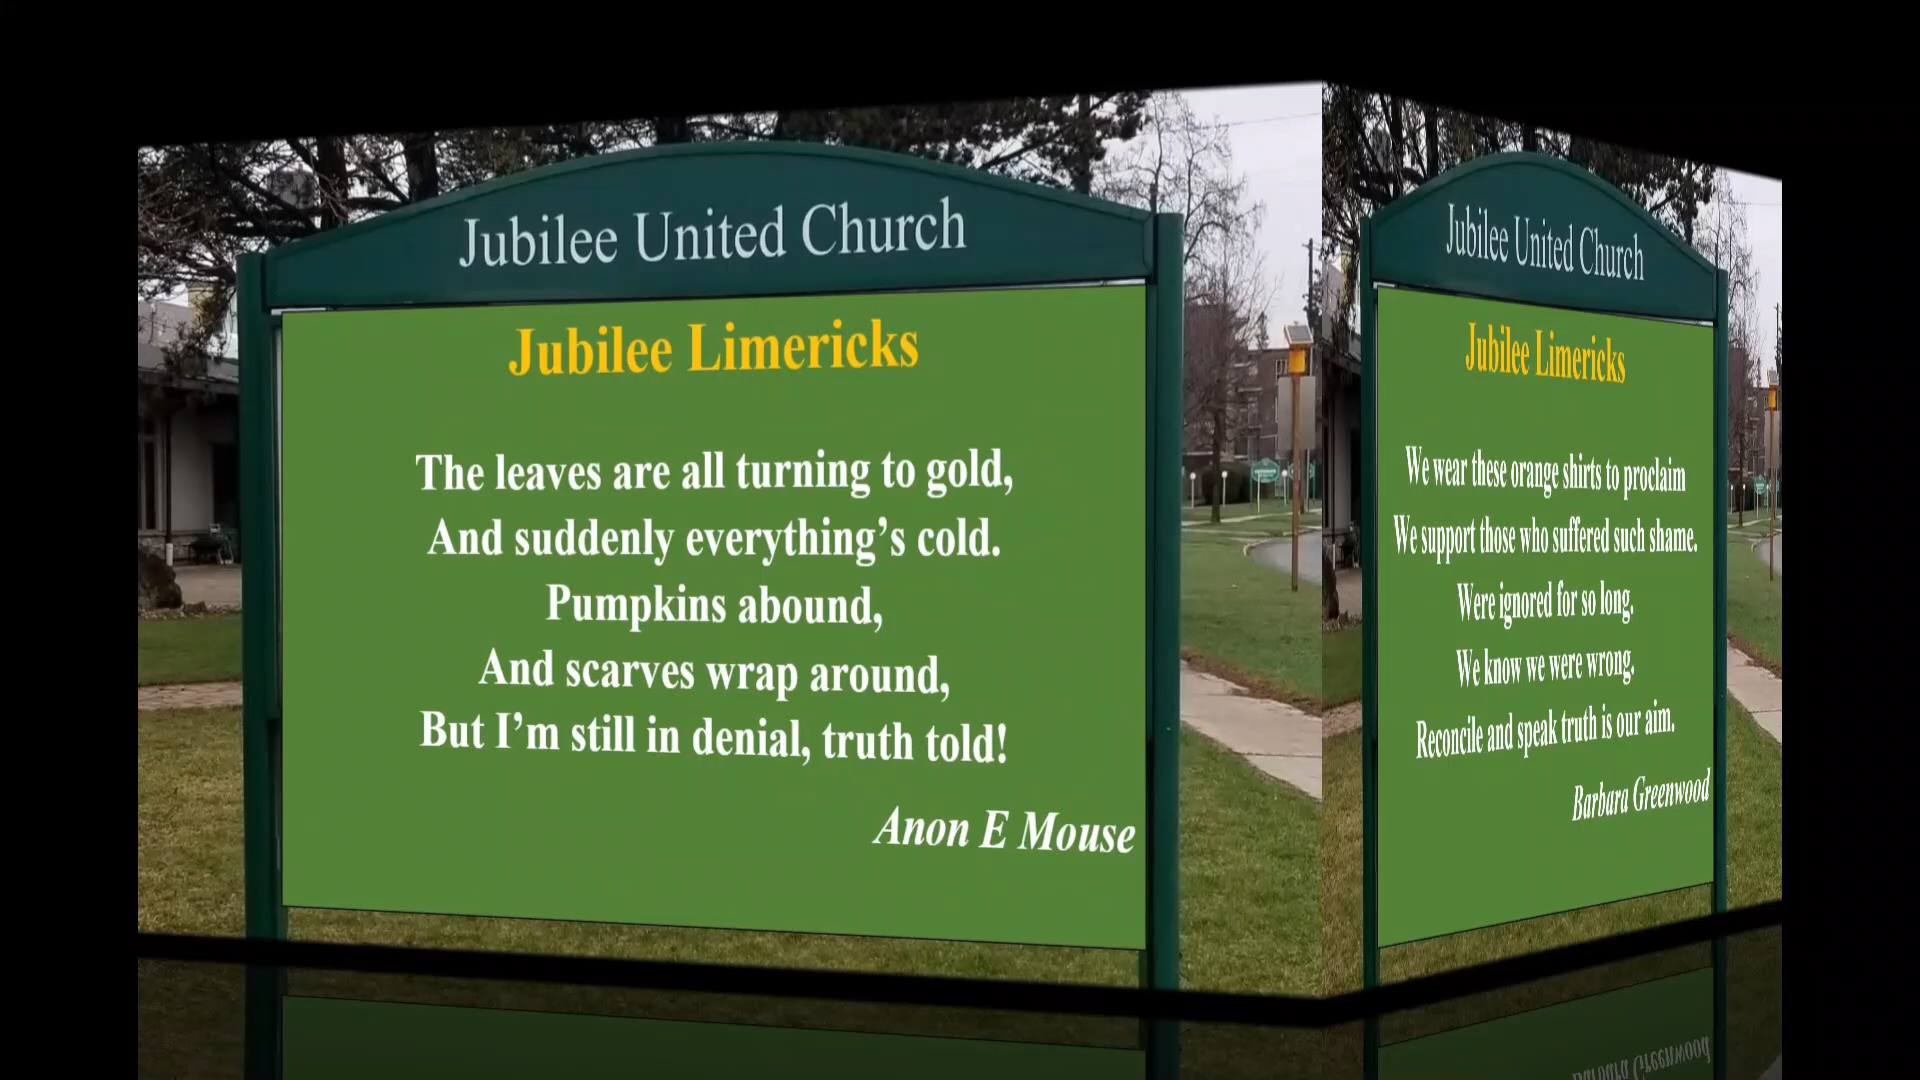 Jubilee United Church
Jubilee Limericks
The leaves are all turning to gold,
And suddenly everything’s cold.
Pumpkins abound,
And scarves wrap around,
But I’m still in denial, truth told!
Anon E Mouse
Jubilee United Church
Jubilee Limericks
We wear these orange shirts to proclaim
We support those who suffered such shame.
Were ignored for so long.
We know we were wrong.
Reconcile and speak truth is our aim.
Barbara Greenwood